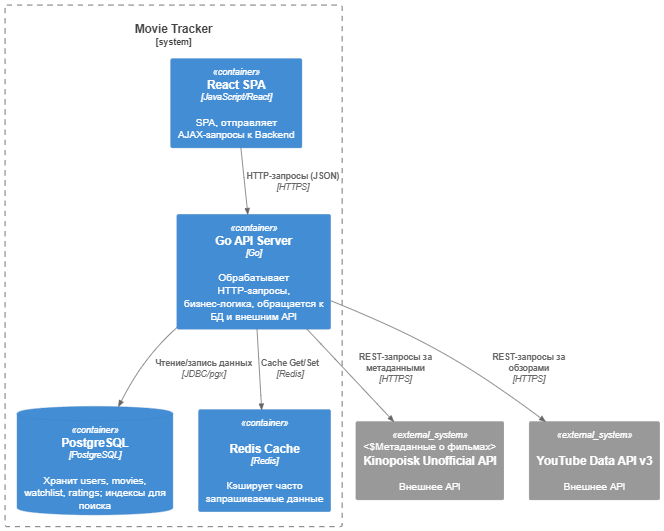 Movie Tracker
[system]
«container»
React SPA
[JavaScript/React]
SPA, отправляет
AJAX-запросы к Backend
HTTP-запросы (JSON)
[HTTPS]
«container»
Go API Server
[Go]
Обрабатывает
HTTP-запросы,
бизнес-логика, обращается к
БД и внешним API
Чтение/запись данных
[JDBC/pgx]
Cache Get/Set
[Redis]
REST-запросы за
метаданными
[HTTPS]
REST-запросы за
обзорами
[HTTPS]
«container»
PostgreSQL
[PostgreSQL]
Хранит users, movies,
watchlist, ratings; индексы для
поиска
«container»
Redis Cache
[Redis]
Кэширует часто
запрашиваемые данные
«external_system»
<$Метаданные о фильмах>
Kinopoisk Unofficial API
Внешнее API
«external_system»
YouTube Data API v3
Внешнее API